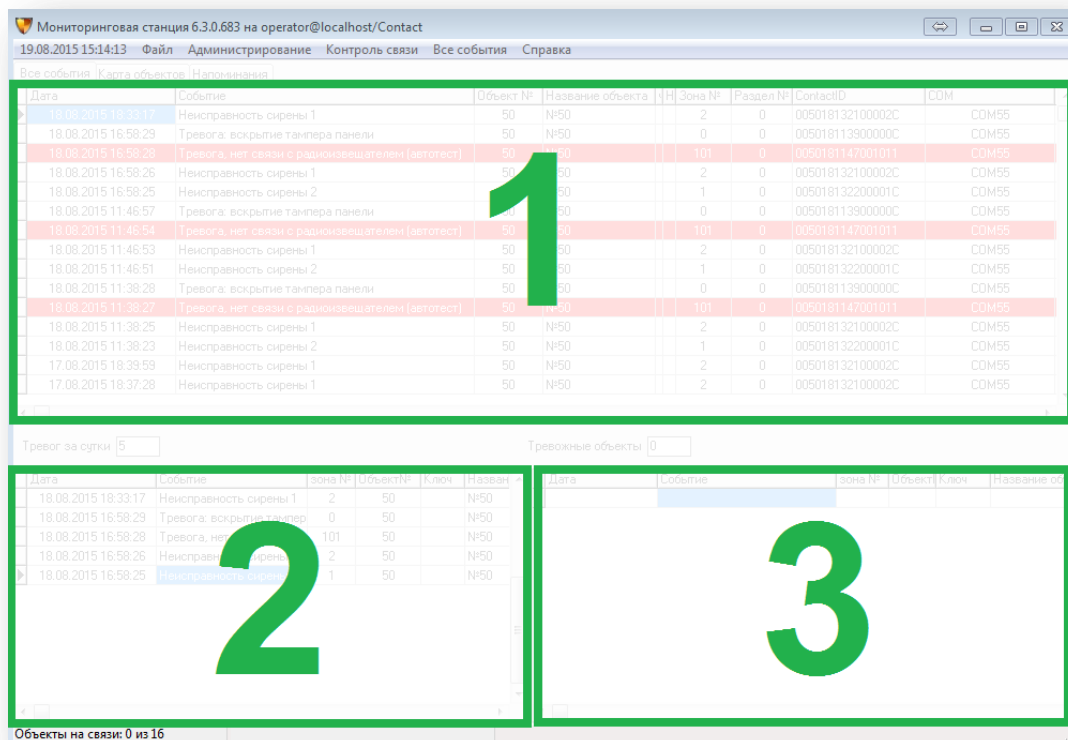 Мониторинговая станция 6.3.0.683 на operator@localhost/Contact
19.08.2015 15:14:13 Файл Администрирование Контроль связи Все события Справка
Все события Карта объектов Напоминания
Дата Событие Объект № Название объекта Н Зона № Раздел № ContactID COM
18.08.2015 18:33:17 Неисправность сирены 1 50 №50 2 0 005018132100002C COM55
18.08.2015 16:58:29 Тревога: вскрытие тампера панели 50 №50 0 0 005018113900000C COM55
18.08.2015 16:58:28 Тревога, нет связи с радиоизвещателем (автотест) 50 №50 101 0 0050181147001011 COM55
18.08.2015 16:58:26 Неисправность сирены 1 50 №50 2 0 005018132100002C COM55
18.08.2015 16:58:25 Неисправность сирены 2 50 1 0 005018132200001C COM55
18.08.2015 11:46:57 Тревога: вскрытие тампера панели 0 0 005018113900000C COM55
18.08.2015 11:46:54 Тревога, нет связи с радиоизвещателем (автотест) 50 101 0 0050181147001011 COM55
18.08.2015 11:46:53 Неисправность сирены 1 50 2 0 005018132100002C COM55
18.08.2015 11:46:51 Неисправность сирены 2 50 1 0 005018132200001C COM55
18.08.2015 11:38:28 Тревога: вскрытие тампера панели 50 0 0 005018113900000C COM55
18.08.2015 11:38:27 Тревога, нет связи с радиоизвещателем (автотест) 50 101 0 0050181147001011 COM55
18.08.2015 11:38:25 Неисправность сирены 1 50 №50 2 0 005018132100002C COM55
18.08.2015 11:38:23 Неисправность сирены 2 50 №50 1 0 005018132200001C COM55
17.08.2015 18:39:59 Неисправность сирены 1 50 №50 2 0 005018132100002C COM55
17.08.2015 18:37:28 Неисправность сирены 1 50 №50 2 0 005018132100002C COM55
1
Тревог за сутки 5 Тревожные объекты 0
Дата Событие зона № Объект№ Ключ Назван
18.08.2015 18:33:17 Неисправность сирены 1 2 50 №50
18.08.2015 16:58:29 Тревога: вскрытие тампер 0 50 №50
18.08.2015 16:58:28 Тревога, нет 101 50 №50
18.08.2015 16:58:26 Неисправн сирены 2 50 №50
18.08.2015 16:58:25 Неисправность сирены 1 50 №50
2
Дата Событие зона № Объект Ключ Название об
3
Объекты на связи: 0 из 16